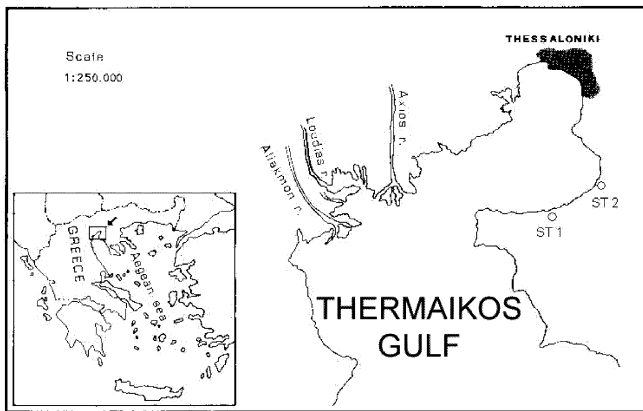 Scale
1:250.000
THESSALONIKI
Axios r.
Loudias r.
Aliakmon r.
ST 2
ST 1
GREECE
Aegean sea
THERMAIKOS
GULF